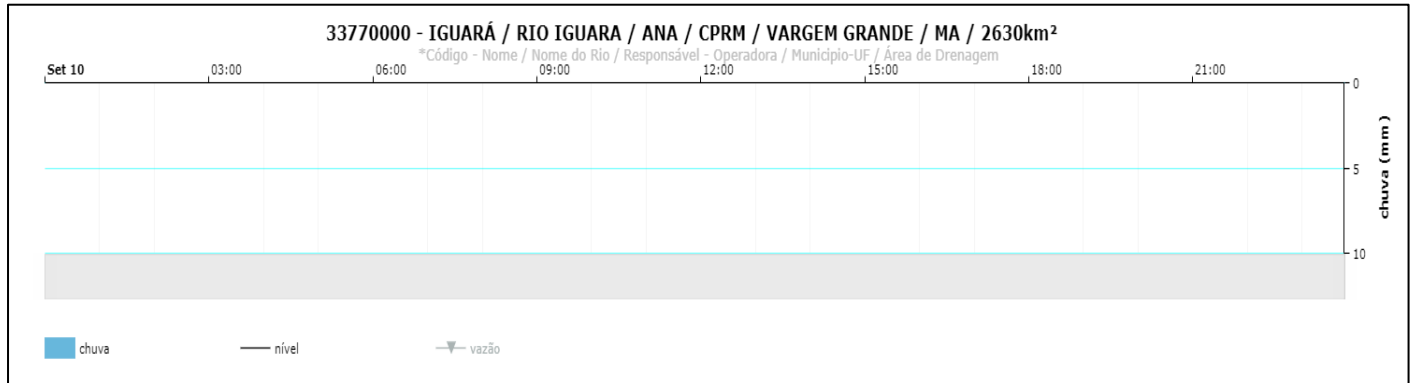 33770000 - IGUARÁ / RIO IGUARA / ANA / CPRM / VARGEM GRANDE / MA / 2630km²
*Código - Nome / Nome do Rio / Responsável - Operadora / Municipio-UF / Área de Drenagem
Set 10 03:00 06:00 09:00 12:00 15:00 18:00 21:00
0
5
10
chuva (mm)
chuva nível vazão